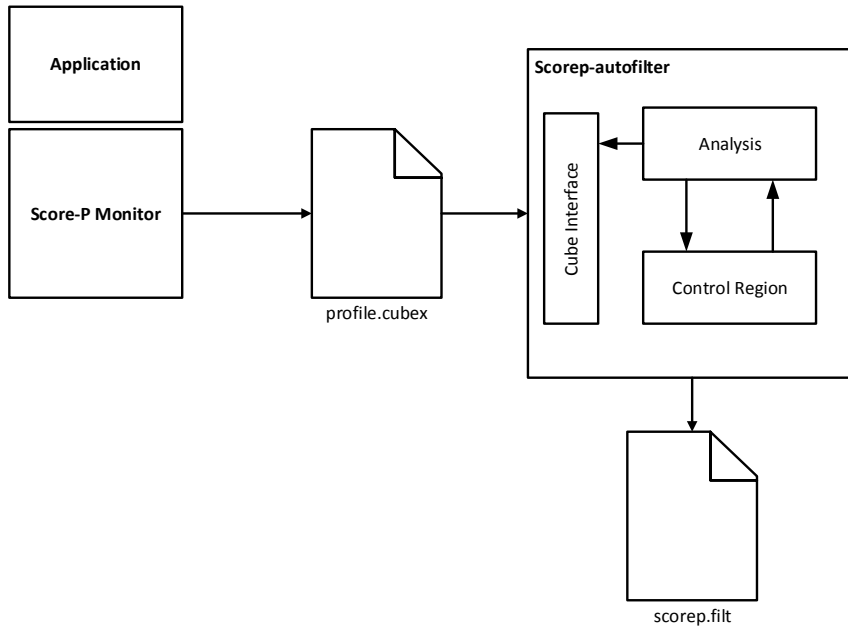 Application
Score-P Monitor
profile.cubex
Scorep-autofilter
Cube Interface
Analysis
Control Region
scorep.filt